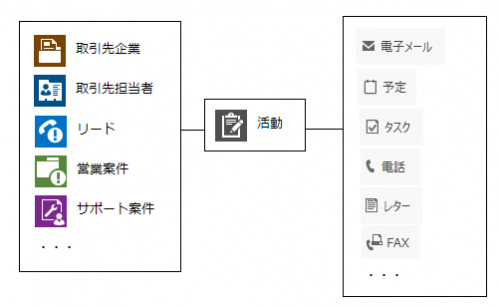 取引先企業
取引先担当者
リード
営業案件
サポート案件
・・・
活動
電子メール
予定
タスク
電話
レター
FAX
・・・